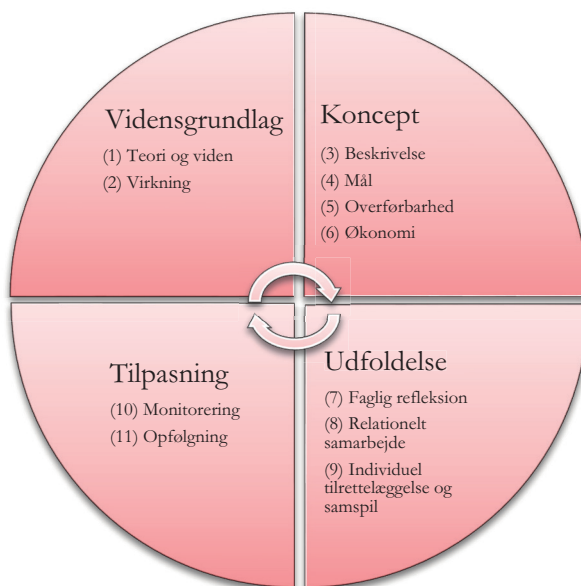 Vidensgrundlag
(1) Teori og viden
(2) Virkning
Koncept
(3) Beskrivelse
(4) Mål
(5) Overførbarhed
(6) Økonomi
Tilpasning
(10) Monitorering
(11) Opfølgning
Udfoldelse
(7) Faglig refleksion
(8) Relationelt
samarbejde
(9) Individuel
tilrettelæggelse og
samspil